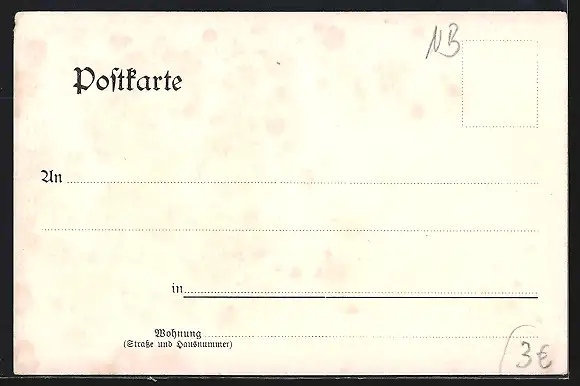 NB
Poſtkarte
An
in
Wohnung
(Straße und Hausnummer)
3€